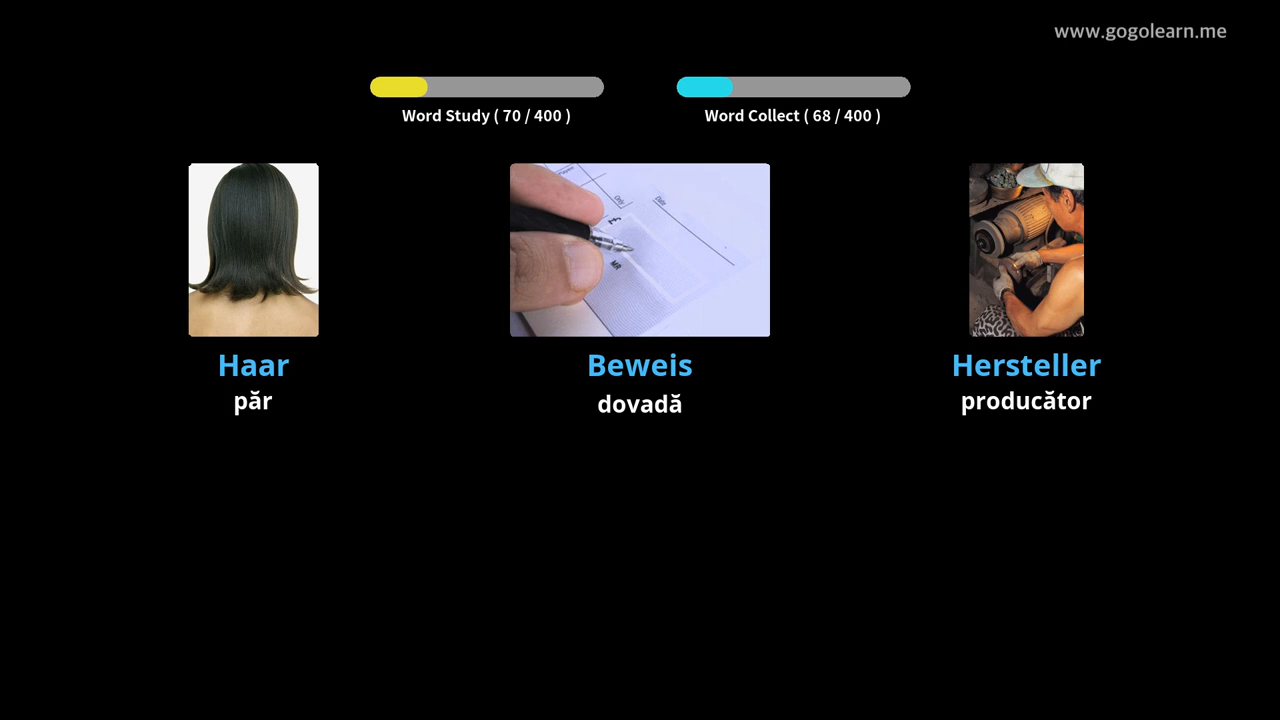 www.gogolearn.me
Word Study ( 70 / 400 )
Word Collect ( 68 / 400 )
Haar
păr
Beweis
dovadă
Hersteller
producător